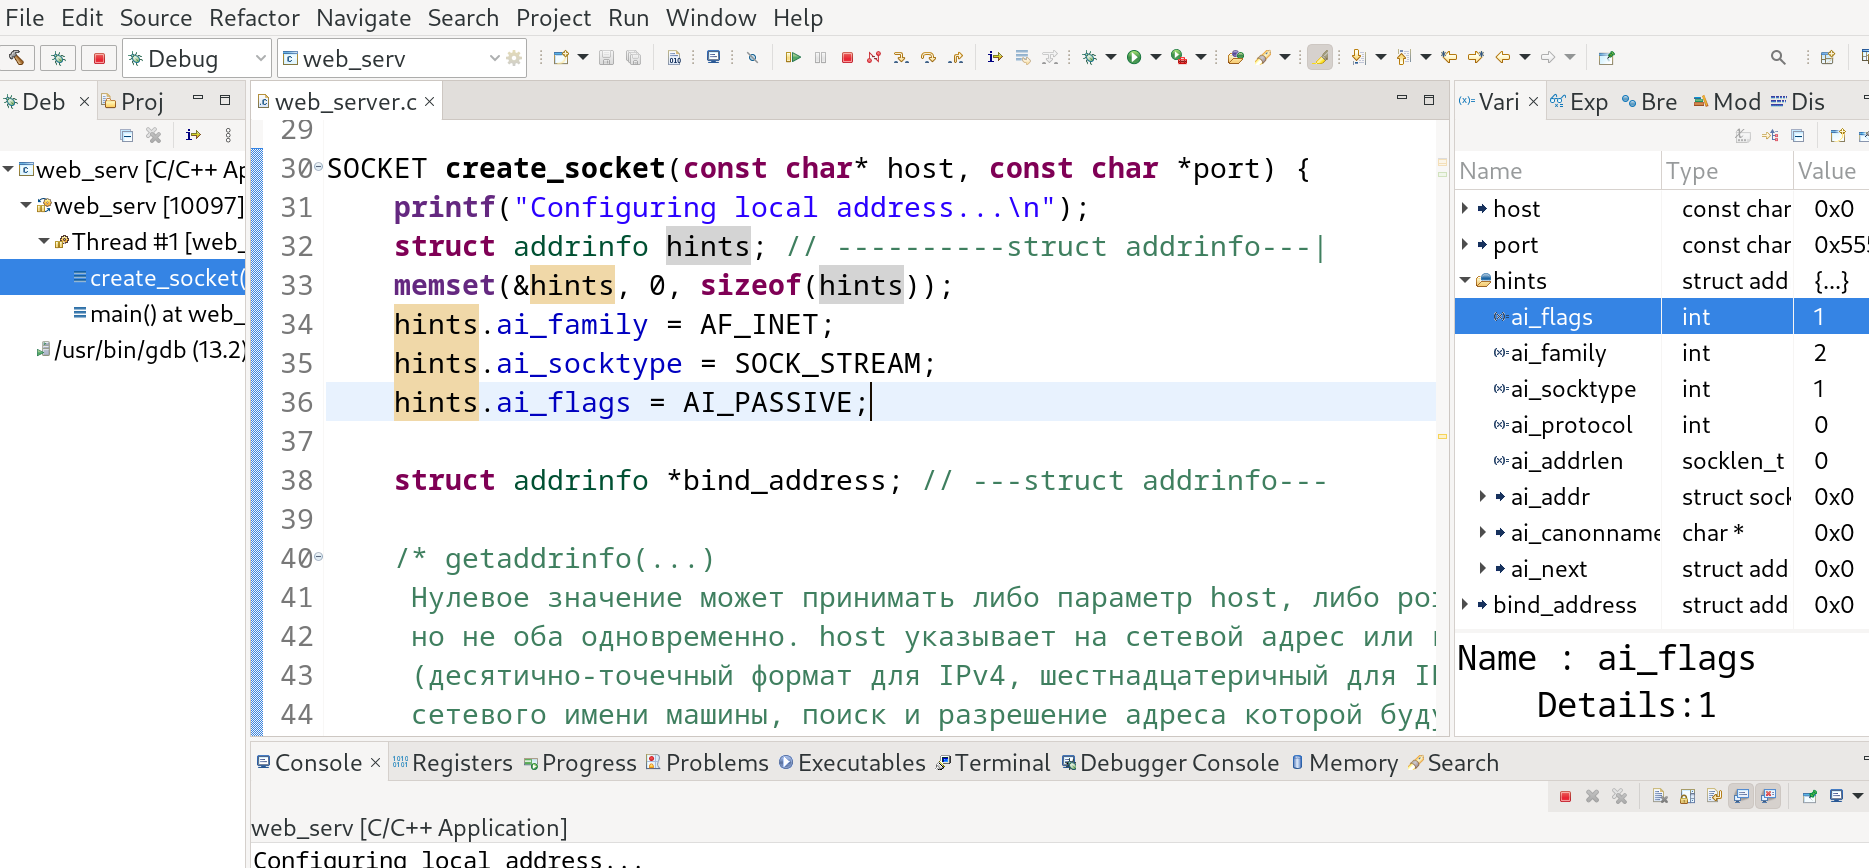 File Edit Source Refactor Navigate Search Project Run Window Help
Debug web_serv
Deb Proj
web_serv [C/C++ Ap
web_serv [10097]
Thread #1 [web_
create_socket(
main() at web_
/usr/bin/gdb (13.2)
web_server.c
29
30 SOCKET create_socket(const char* host, const char *port) {
31 printf("Configuring local address...\n");
32 struct addrinfo hints; // ----------struct addrinfo---|
33 memset(&hints, 0, sizeof(hints));
34 hints.ai_family = AF_INET;
35 hints.ai_socktype = SOCK_STREAM;
36 hints.ai_flags = AI_PASSIVE;
37
38 struct addrinfo *bind_address; // ---struct addrinfo---
39
40 /* getaddrinfo(...)
41 Нулевое значение может принимать либо параметр host, либо
42 но не оба одновременно. host указывает на сетевой адрес или
43 (десятично-точечный формат для IPv4, шестнадцатеричный для
44 сетевого имени машины, поиск и разрешение адреса которой
Vari Exp Bre Mod Dis
Name Type Value
host const char 0x0
port const char 0x555
hints struct add {...}
ai_flags int 1
ai_family int 2
ai_socktype int 1
ai_protocol int 0
ai_addrlen socklen_t 0
ai_addr struct sock 0x0
ai_canonname char * 0x0
ai_next struct add 0x0
bind_address struct add 0x0
Name : ai_flags
Details:1
Console Registers Progress Problems Executables Terminal Debugger Console Memory Search
web_serv [C/C++ Application]
Configuring local address...